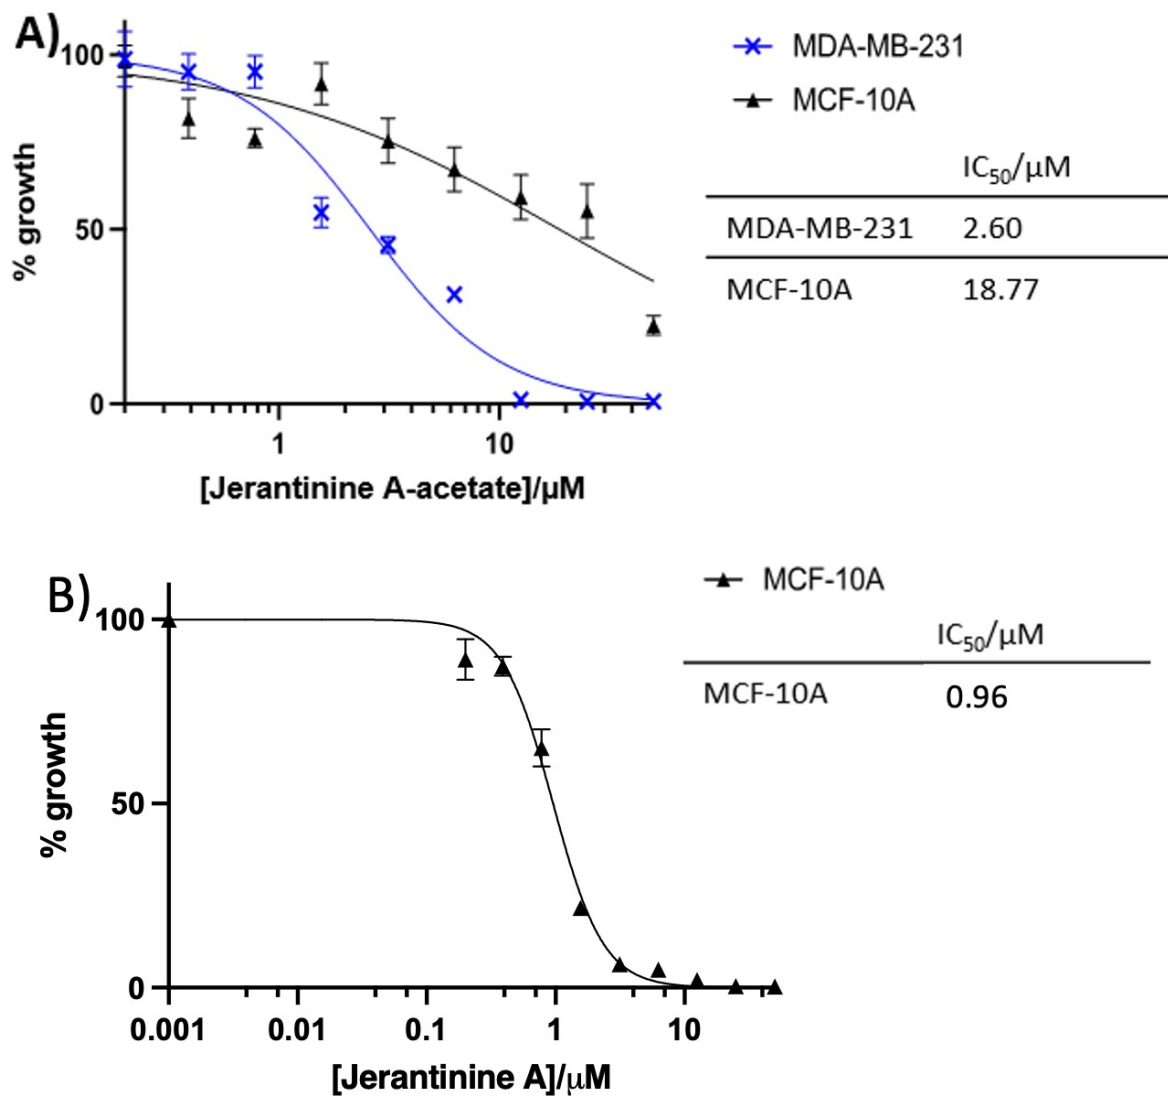 A)
MDA-MB-231
MCF-10A
100
50
0
% growth
1 10
[Jerantinine A-acetate]/µM
IC₅₀/µM
MDA-MB-231 2.60
MCF-10A 18.77
B)
MCF-10A
100
50
0
% growth
0.001 0.01 0.1 1 10
[Jerantinine A]/µM
IC₅₀/µM
MCF-10A 0.96